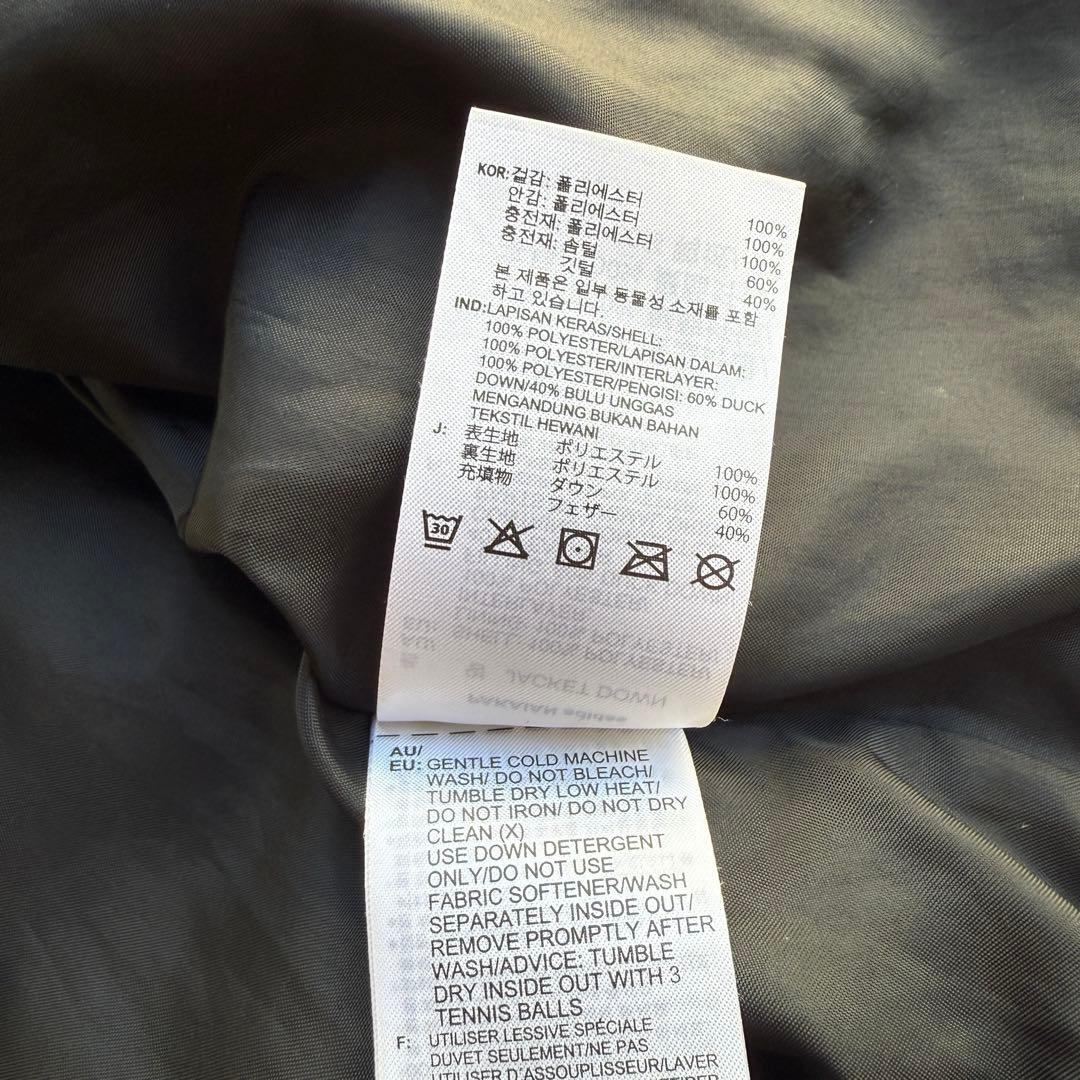 KOR: 겉감: 폴리에스터 100%
안감: 폴리에스터 100%
충전재: 폴리에스터 100%
충전재: 솜털 60%
깃털 40%
본 제품은 일부 동물성 소재를 포함
하고 있습니다.
IND: LAPISAN KERAS/SHELL:
100% POLYESTER/LAPISAN DALAM:
100% POLYESTER/INTERLAYER:
100% POLYESTER/PENGISI: 60% DUCK
DOWN/40% BULU UNGGAS
MENGANDUNG BUKAN BAHAN
TEKSTIL HEWANI
J: 表生地 ポリエステル 100%
裏生地 ポリエステル 100%
充填物 ダウン 60%
フェザー 40%
30
AU/
EU: GENTLE COLD MACHINE
WASH/ DO NOT BLEACH/
TUMBLE DRY LOW HEAT/
DO NOT IRON/ DO NOT DRY
CLEAN (X)
USE DOWN DETERGENT
ONLY/DO NOT USE
FABRIC SOFTENER/WASH
SEPARATELY INSIDE OUT/
REMOVE PROMPTLY AFTER
WASH/ADVICE: TUMBLE
DRY INSIDE OUT WITH 3
TENNIS BALLS
F: UTILISER LESSIVE SPÉCIALE
DUVET SEULEMENT/NE PAS
UTILISER D'ASSOUPLISSEUR/LAVER